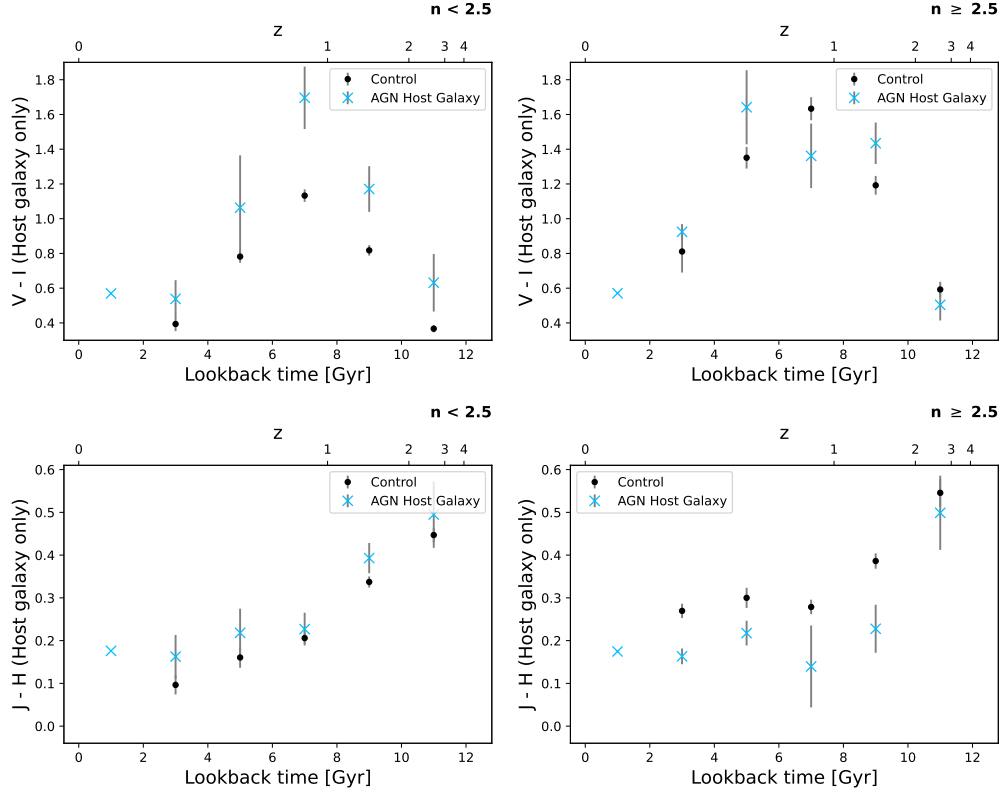 n < 2.5
z
0 1 2 3 4
1.8
1.6
1.4
1.2
1.0
0.8
0.6
0.4
V - I (Host galaxy only)
Control
AGN Host Galaxy
0 2 4 6 8 10 12
Lookback time [Gyr]
n ≥ 2.5
z
0 1 2 3 4
1.8
1.6
1.4
1.2
1.0
0.8
0.6
0.4
V - I (Host galaxy only)
Control
AGN Host Galaxy
0 2 4 6 8 10 12
Lookback time [Gyr]
n < 2.5
z
0 1 2 3 4
0.6
0.5
0.4
0.3
0.2
0.1
0.0
J - H (Host galaxy only)
Control
AGN Host Galaxy
0 2 4 6 8 10 12
Lookback time [Gyr]
n ≥ 2.5
z
0 1 2 3 4
0.6
0.5
0.4
0.3
0.2
0.1
0.0
J - H (Host galaxy only)
Control
AGN Host Galaxy
0 2 4 6 8 10 12
Lookback time [Gyr]